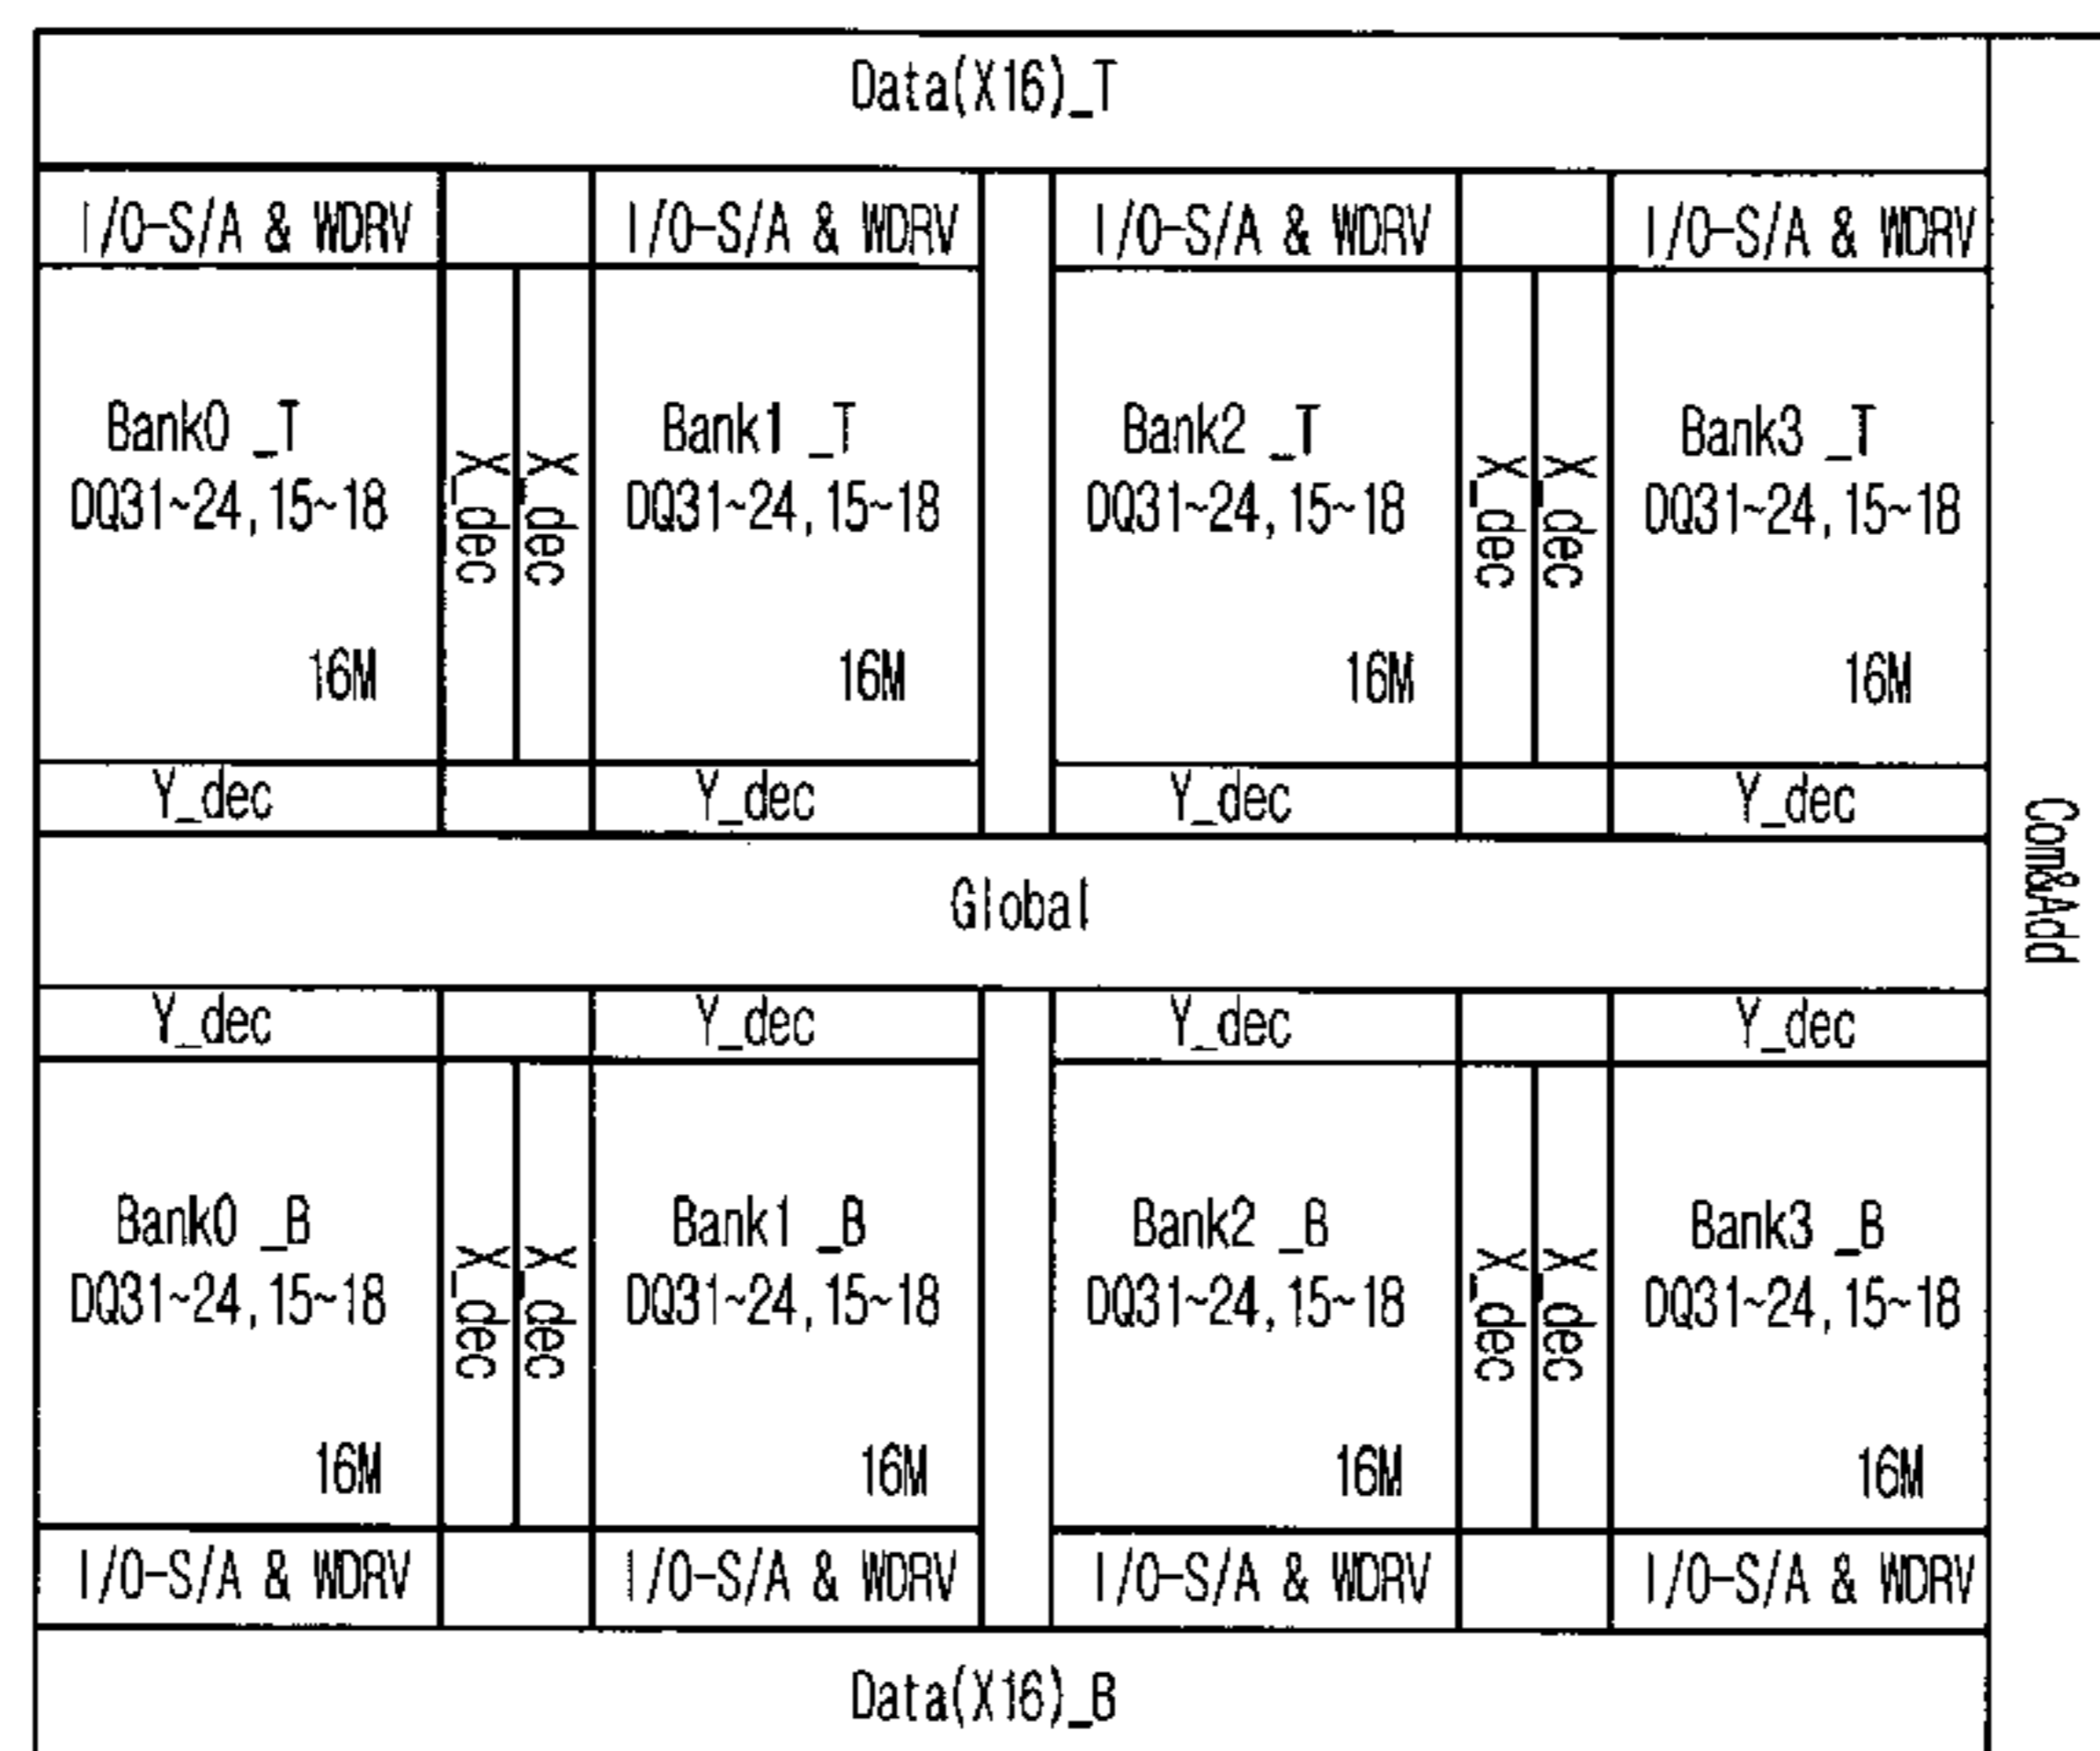 Data(X16)_T
I/O-S/A & WDRV I/O-S/A & WDRV I/O-S/A & WDRV I/O-S/A & WDRV
Bank0 _T Bank1 _T Bank2 _T Bank3 _T
DQ31~24,15~18 X_dec X_dec DQ31~24,15~18 DQ31~24,15~18 X_dec X_dec DQ31~24,15~18
16M 16M 16M 16M
Y_dec Y_dec Y_dec Y_dec
Global
Com&Add
Y_dec Y_dec Y_dec Y_dec
Bank0 _B Bank1 _B Bank2 _B Bank3 _B
DQ31~24,15~18 X_dec X_dec DQ31~24,15~18 DQ31~24,15~18 X_dec X_dec DQ31~24,15~18
16M 16M 16M 16M
I/O-S/A & WDRV I/O-S/A & WDRV I/O-S/A & WDRV I/O-S/A & WDRV
Data(X16)_B